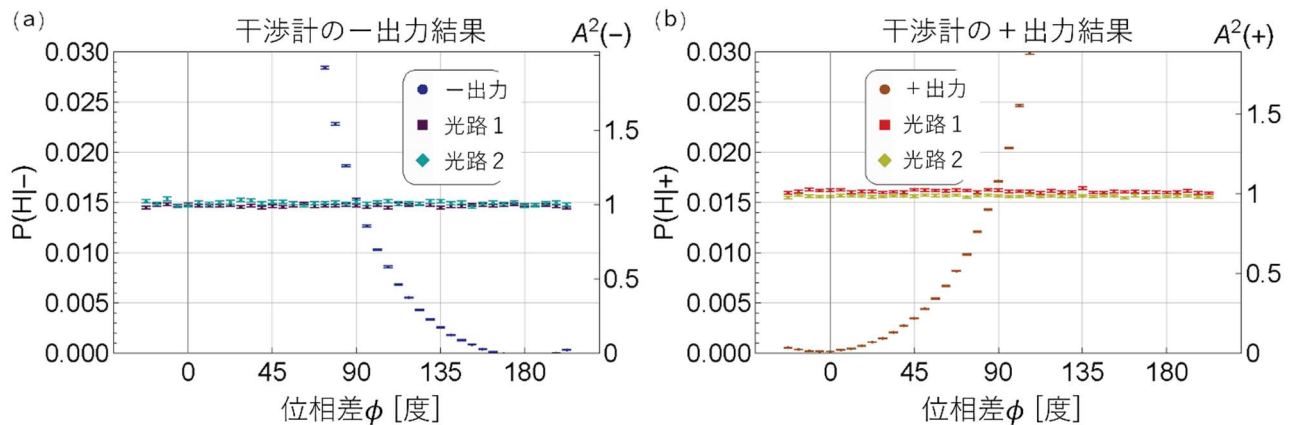 (a)
干渉計の−出力結果
A²(−)
P(H|−)
0.030
0.025
0.020
0.015
0.010
0.005
0.000
−出力
光路1
光路2
1.5
1
0.5
0
0
45
90
135
180
位相差ϕ [度]
(b)
干渉計の+出力結果
A²(+)
P(H|+)
0.030
0.025
0.020
0.015
0.010
0.005
0.000
+出力
光路1
光路2
1.5
1
0.5
0
0
45
90
135
180
位相差ϕ [度]